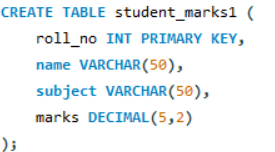 CREATE TABLE student_marks1 (
    roll_no INT PRIMARY KEY,
    name VARCHAR(50),
    subject VARCHAR(50),
    marks DECIMAL(5,2)
);